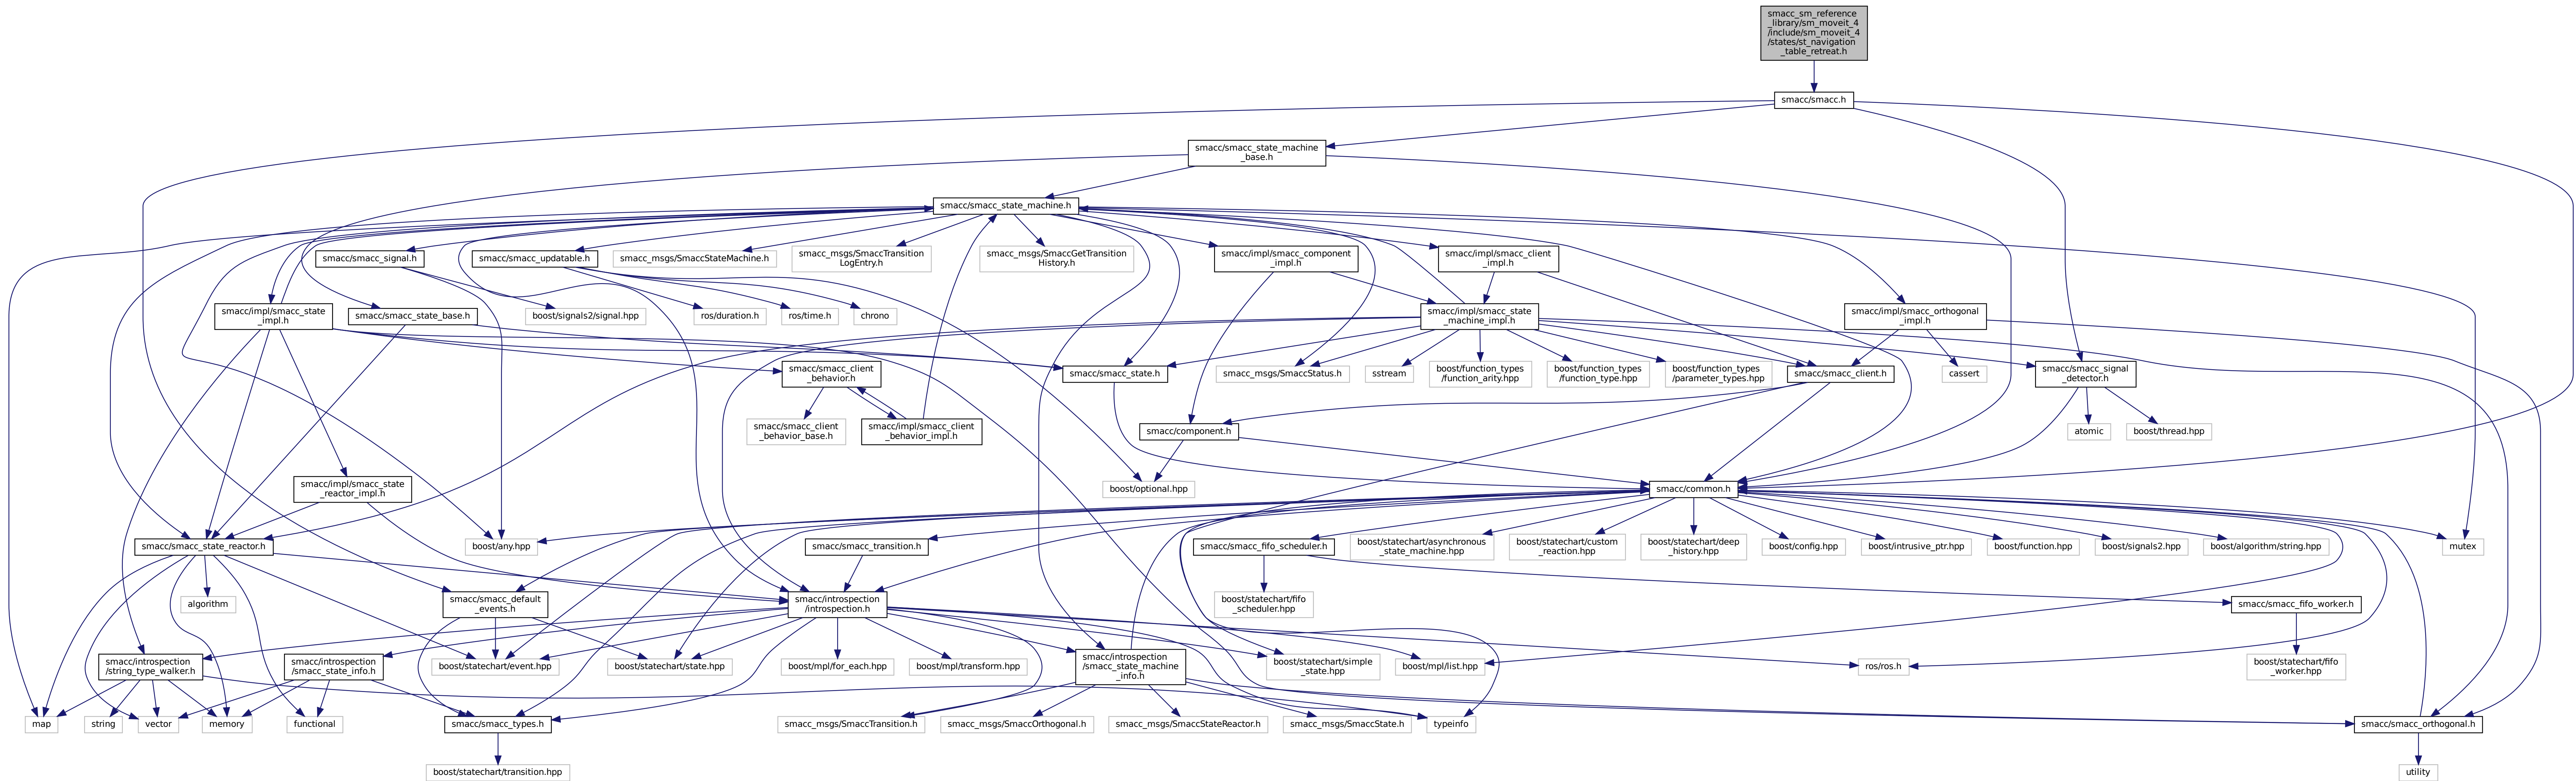 smacc_sm_reference
_library/sm_moveit_4
/include/sm_moveit_4
/states/st_navigation
_table_retreat.h
smacc/smacc.h
smacc/smacc_state_machine
_base.h
smacc/smacc_state_machine.h
smacc/smacc_signal.h
smacc/smacc_updatable.h
smacc_msgs/SmaccStateMachine.h
smacc_msgs/SmaccTransition
LogEntry.h
smacc_msgs/SmaccGetTransition
History.h
smacc/impl/smacc_component
_impl.h
smacc/impl/smacc_client
_impl.h
smacc/impl/smacc_state
_impl.h
smacc/smacc_state_base.h
boost/signals2/signal.hpp
ros/duration.h
ros/time.h
chrono
smacc/impl/smacc_state
_machine_impl.h
smacc/impl/smacc_orthogonal
_impl.h
smacc/smacc_client
_behavior.h
smacc/smacc_state.h
smacc_msgs/SmaccStatus.h
sstream
boost/function_types
/function_arity.hpp
boost/function_types
/function_type.hpp
boost/function_types
/parameter_types.hpp
smacc/smacc_client.h
cassert
smacc/smacc_signal
_detector.h
smacc/smacc_client
_behavior_base.h
smacc/impl/smacc_client
_behavior_impl.h
smacc/component.h
atomic
boost/thread.hpp
smacc/impl/smacc_state
_reactor_impl.h
boost/optional.hpp
smacc/common.h
smacc/smacc_state_reactor.h
boost/any.hpp
smacc/smacc_transition.h
smacc/smacc_fifo_scheduler.h
boost/statechart/asynchronous
_state_machine.hpp
boost/statechart/custom
_reaction.hpp
boost/statechart/deep
_history.hpp
boost/config.hpp
boost/intrusive_ptr.hpp
boost/function.hpp
boost/signals2.hpp
boost/algorithm/string.hpp
mutex
algorithm
smacc/smacc_default
_events.h
smacc/introspection
/introspection.h
boost/statechart/fifo
_scheduler.hpp
smacc/smacc_fifo_worker.h
smacc/introspection
/string_type_walker.h
smacc/introspection
/smacc_state_info.h
boost/statechart/event.hpp
boost/statechart/state.hpp
boost/mpl/for_each.hpp
boost/mpl/transform.hpp
smacc/introspection
/smacc_state_machine
_info.h
boost/statechart/simple
_state.hpp
boost/mpl/list.hpp
ros/ros.h
boost/statechart/fifo
_worker.hpp
map
string
vector
memory
functional
smacc/smacc_types.h
smacc_msgs/SmaccTransition.h
smacc_msgs/SmaccOrthogonal.h
smacc_msgs/SmaccStateReactor.h
smacc_msgs/SmaccState.h
typeinfo
smacc/smacc_orthogonal.h
boost/statechart/transition.hpp
utility